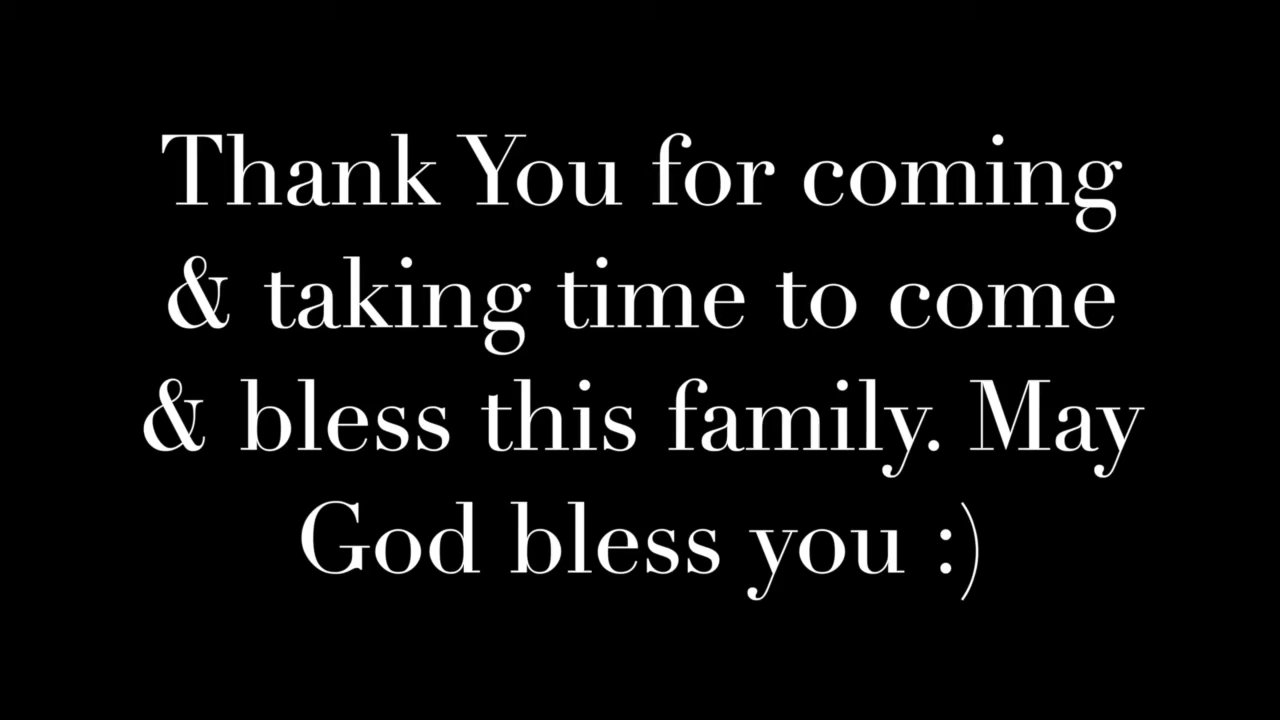 Thank You for coming
& taking time to come
& bless this family. May
God bless you :)